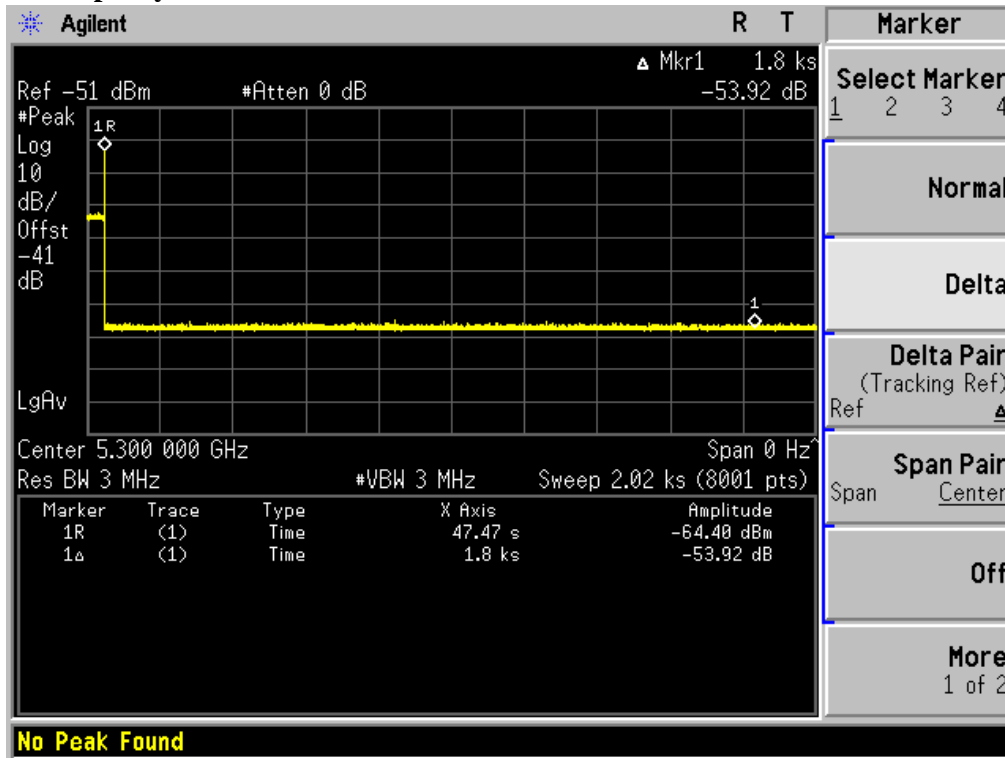 Agilent
R T
Marker
Δ Mkr1 1.8 ks
Ref -51 dBm #Atten 0 dB -53.92 dB
Select Marker
1 2 3 4
#Peak
Log
10
dB/
Offst
-41
dB
LgAv
1R
1
Normal
Delta
Delta Pair
(Tracking Ref)
Ref Δ
Center 5.300 000 GHz Span 0 Hz^
Res BW 3 MHz #VBW 3 MHz Sweep 2.02 ks (8001 pts)
Span Pair
Span Center
Marker Trace Type X Axis Amplitude
1R (1) Time 47.47 s -64.40 dBm
1Δ (1) Time 1.8 ks -53.92 dB
Off
More
1 of 2
No Peak Found